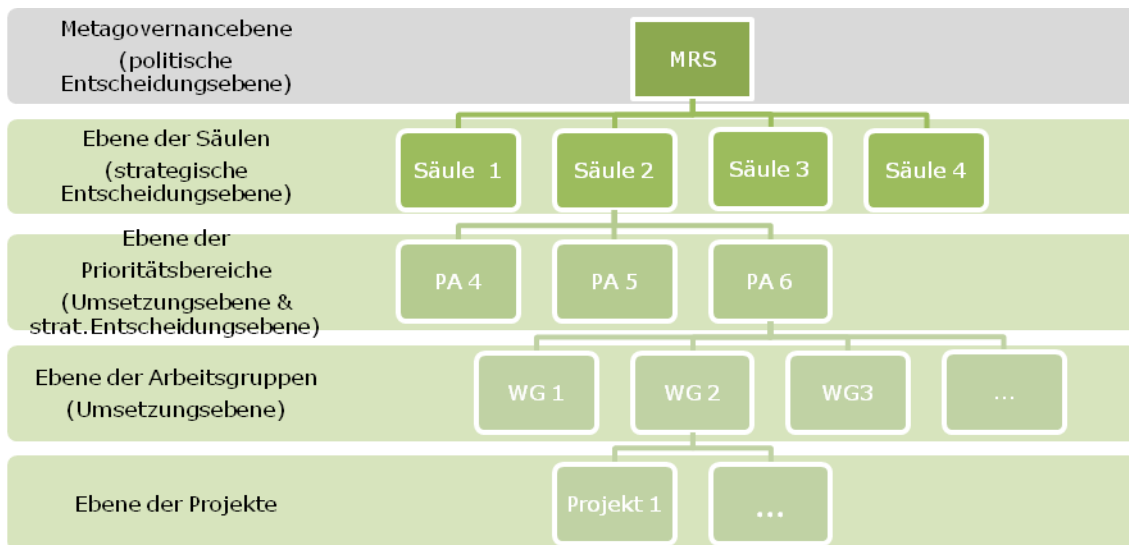 Metagovernancebene
(politische
Entscheidungsebene)
MRS
Ebene der Säulen
(strategische
Entscheidungsebene)
Säule 1
Säule 2
Säule 3
Säule 4
Ebene der
Prioritätsbereiche
(Umsetzungsebene &
strat.Entscheidungsebene)
PA 4
PA 5
PA 6
Ebene der Arbeitsgruppen
(Umsetzungsebene)
WG 1
WG 2
WG3
...
Ebene der Projekte
Projekt 1
...